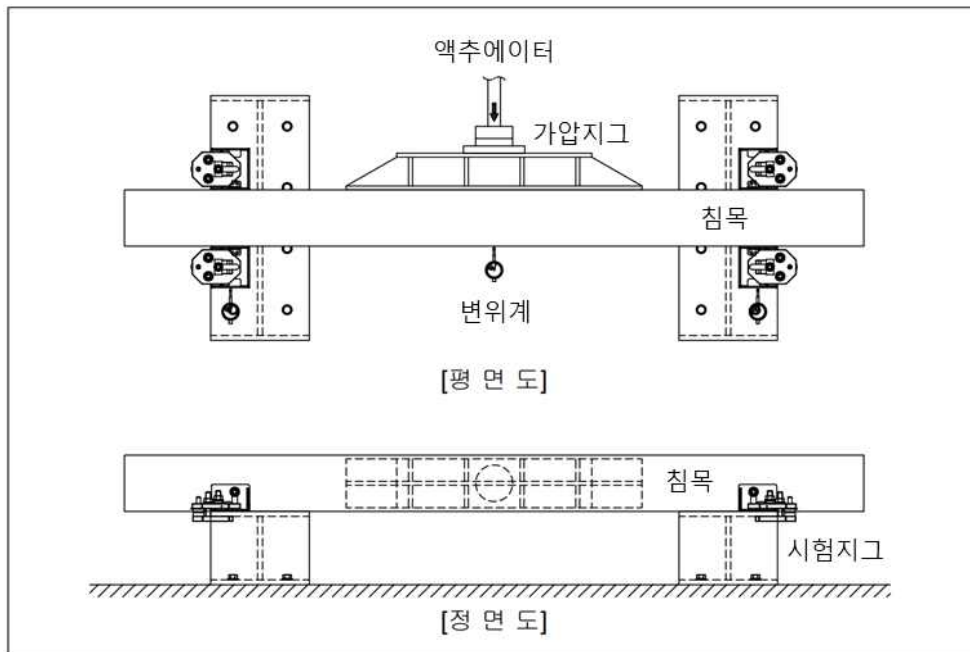 액추에이터
가압지그
침목
변위계
[평 면 도]
침목
시험지그
[정 면 도]